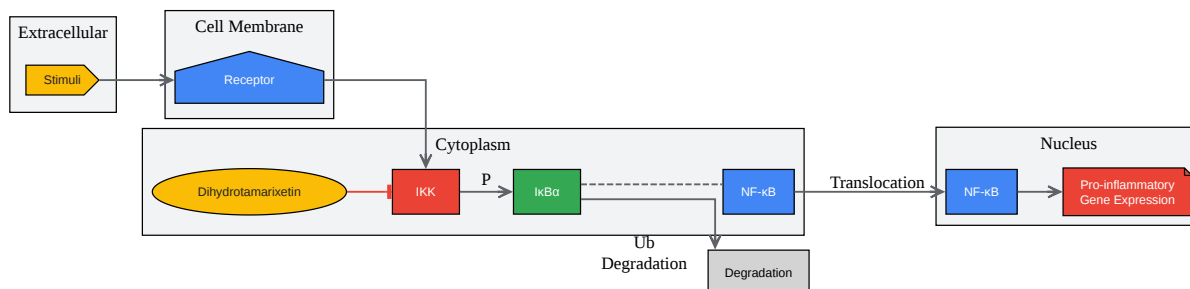 Extracellular
Stimuli
Cell Membrane
Receptor
Cytoplasm
Dihydrotamarixetin
IKK
P
IκBα
NF-κB
Ub
Degradation
Degradation
Translocation
Nucleus
NF-κB
Pro-inflammatory
Gene Expression